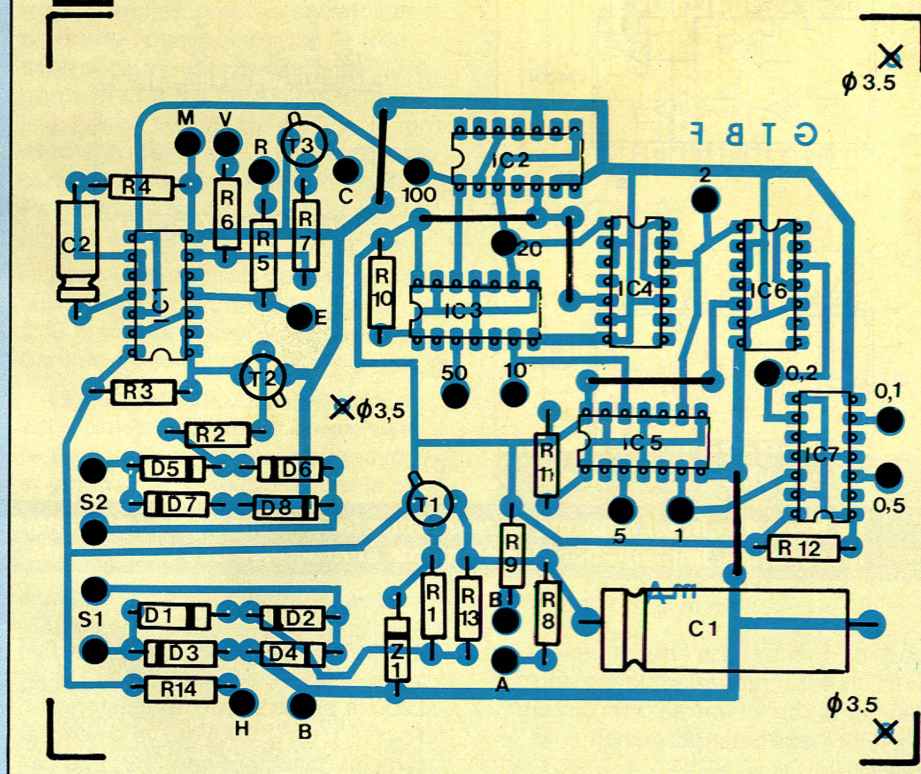 ϕ 3.5
M V R T3 C 100 IC2 G T B F
R4 R6 R5 R7 2
C2 20
IC1 R10 IC3 IC4 IC6
E
50 10 0,2
T2 ϕ3,5 0,1
R3
R2 IC5 IC7
D5 D6 R11
S2 D7 D8 T1 0,5
5 1
R9 R12
D1 D2 R1 R13 B R8
S1 C1
D3 D4 Z1
R14 A
H B ϕ3.5